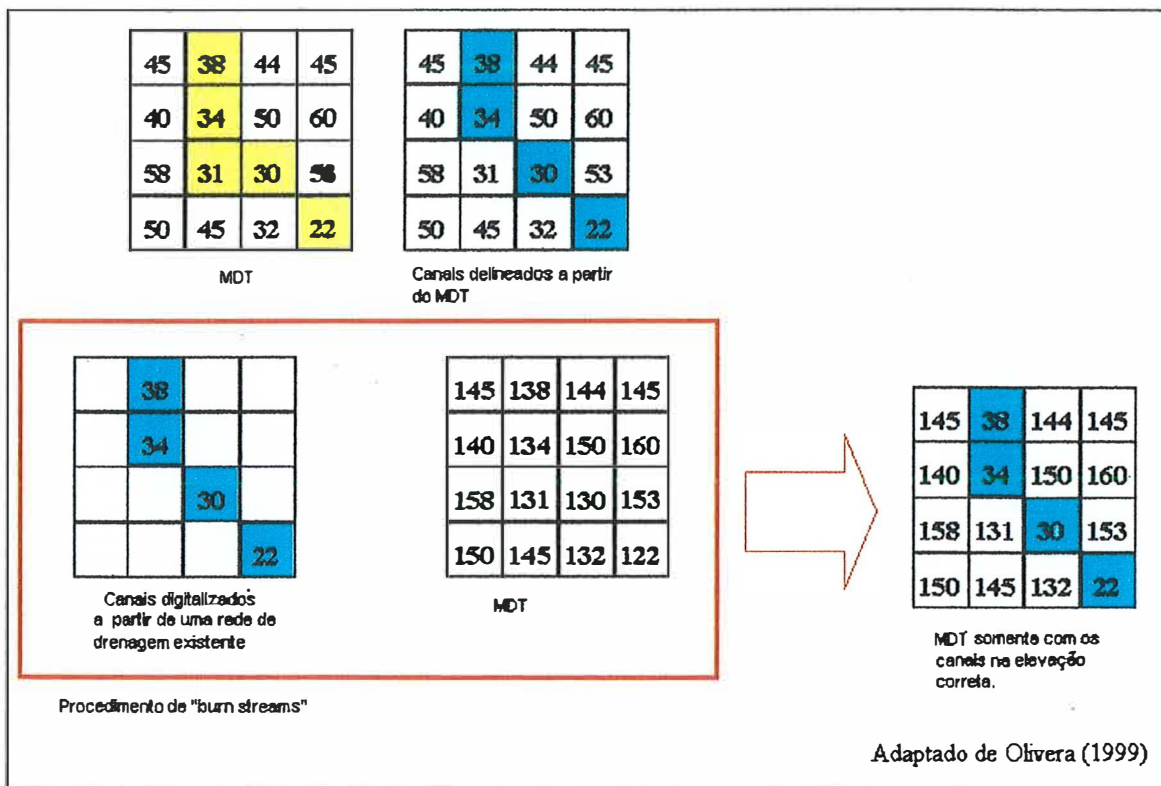 45 38 44 45
40 34 50 60
58 31 30
50 45 32 22
MDT
45 38 44 45
40 34 50 60
58 31 30 53
50 45 32 22
Canais delineados a partir
do MDT
38
34
30
22
Canais digitalizados
a partir de uma rede de
drenagem existente
145 138 144 145
140 134 150 160
158 131 130 153
150 145 132 122
MDT
Procedimento de "burn streams"
145 38 144 145
140 34 150 160
158 131 30 153
150 145 132 22
MDT somente com os
canais na elevação
correta.
Adaptado de Olivera (1999)